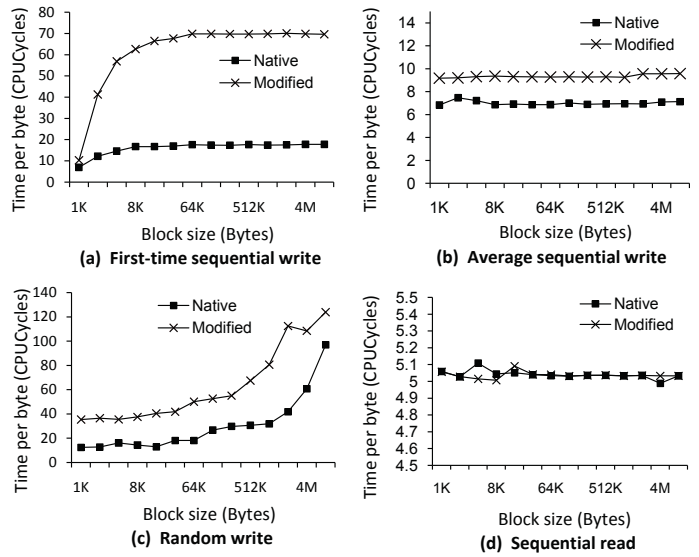 80
70
60
50
40
30
20
10
0
Time per byte (CPUCycles)
Native
Modified
1K 8K 64K 512K 4M
Block size (Bytes)
(a) First-time sequential write
14
12
10
8
6
4
2
0
Time per byte (CPUCycles)
Native
Modified
1K 8K 64K 512K 4M
Block size (Bytes)
(b) Average sequential write
140
120
100
80
60
40
20
0
Time per byte (CPUCycles)
Native
Modified
1K 8K 64K 512K 4M
Block size (Bytes)
(c) Random write
5.5
5.4
5.3
5.2
5.1
5.0
4.9
4.8
4.7
4.6
4.5
Time per byte (CPUCycles)
Native
Modified
1K 8K 64K 512K 4M
Block size (Bytes)
(d) Sequential read